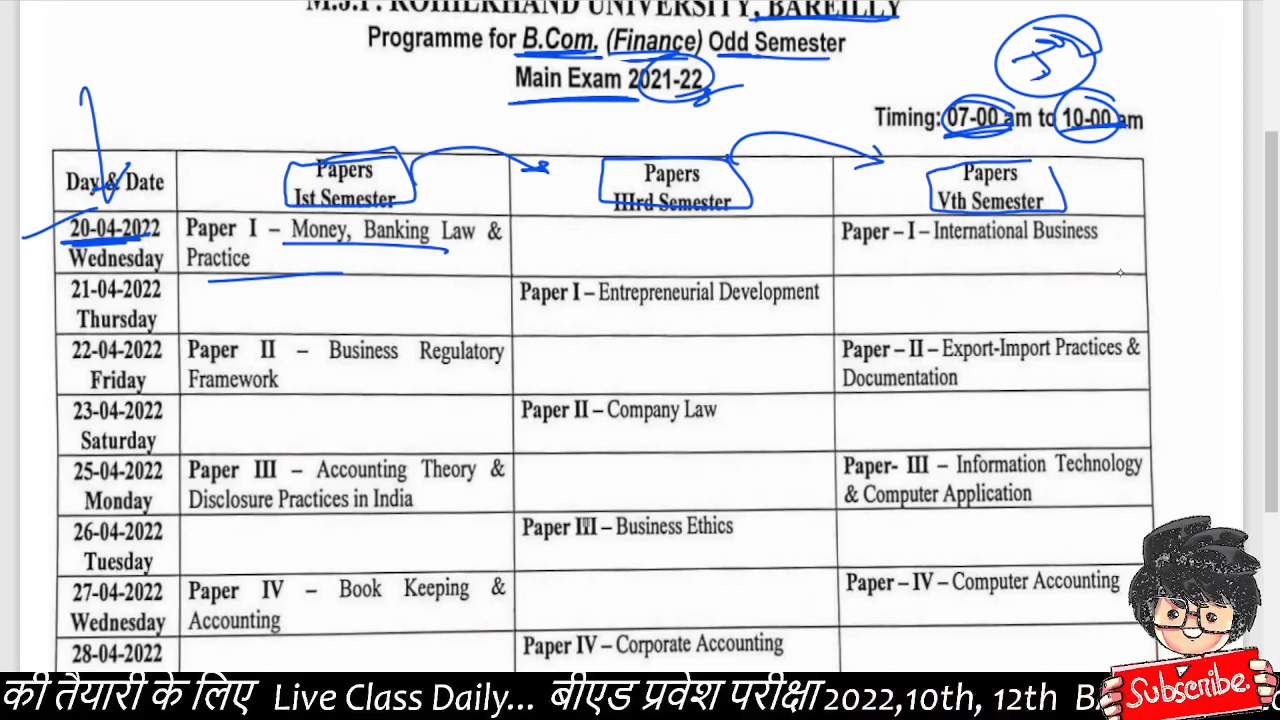 M.J.P. ROHILKHAND UNIVERSITY, BAREILLY
Programme for B.Com. (Finance) Odd Semester
Main Exam 2021-22
Timing: 07-00 am to 10-00 am
Day & Date
Papers
Ist Semester
Papers
IIIrd Semester
Papers
Vth Semester
20-04-2022
Wednesday
Paper I – Money, Banking Law &
Practice
Paper – I – International Business
21-04-2022
Thursday
Paper I – Entrepreneurial Development
22-04-2022
Friday
Paper II – Business Regulatory
Framework
Paper – II – Export-Import Practices &
Documentation
23-04-2022
Saturday
Paper II – Company Law
25-04-2022
Monday
Paper III – Accounting Theory &
Disclosure Practices in India
Paper- III – Information Technology
& Computer Application
26-04-2022
Tuesday
Paper III – Business Ethics
27-04-2022
Wednesday
Paper IV – Book Keeping &
Accounting
Paper – IV – Computer Accounting
28-04-2022
Paper IV – Corporate Accounting
की तैयारी के लिए Live Class Daily... बीएड प्रवेश परीक्षा 2022,10th, 12th
Subscribe.